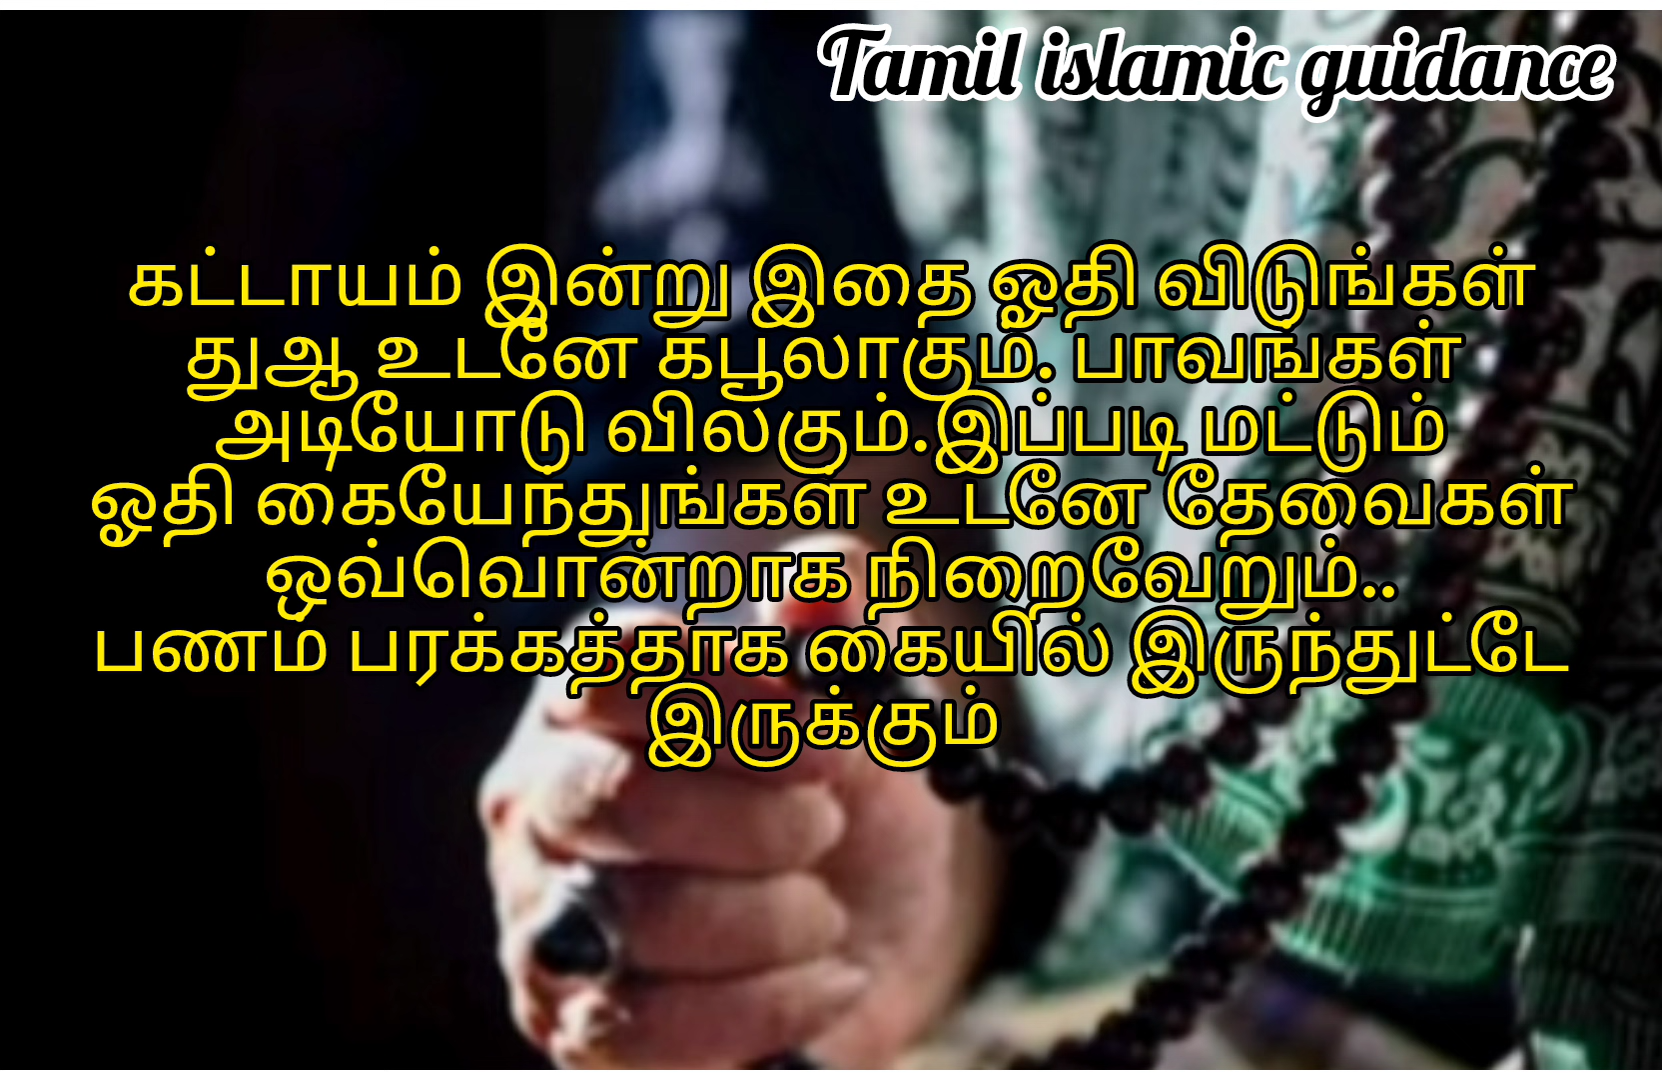 Tamil islamic guidance
கட்டாயம் இன்று இதை ஓதி விடுங்கள்
துஆ உடனே கபூலாகும். பாவங்கள்
அடியோடு விலகும்.இப்படி மட்டும்
ஓதி கையேந்துங்கள் உடனே தேவைகள்
ஒவ்வொன்றாக நிறைவேறும்..
பணம் பரக்கத்தாக கையில் இருந்துட்டே
இருக்கும்